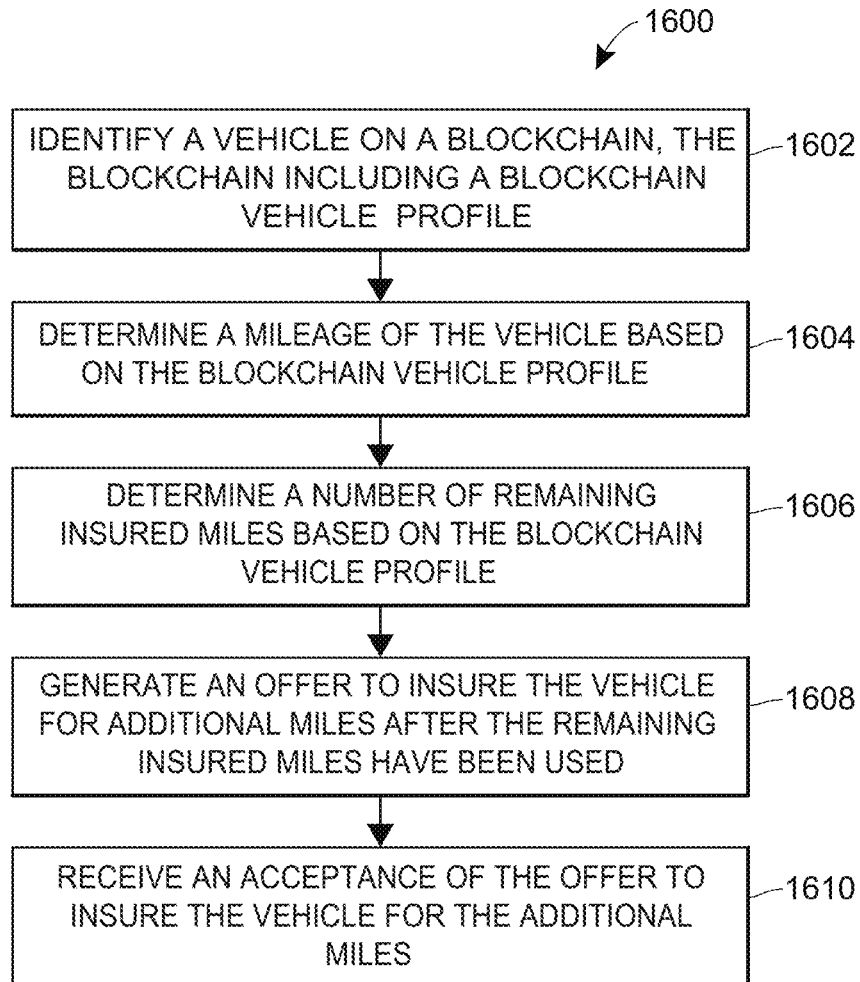 1600
IDENTIFY A VEHICLE ON A BLOCKCHAIN, THE
BLOCKCHAIN INCLUDING A BLOCKCHAIN
VEHICLE PROFILE
1602
DETERMINE A MILEAGE OF THE VEHICLE BASED
ON THE BLOCKCHAIN VEHICLE PROFILE
1604
DETERMINE A NUMBER OF REMAINING
INSURED MILES BASED ON THE BLOCKCHAIN
VEHICLE PROFILE
1606
GENERATE AN OFFER TO INSURE THE VEHICLE
FOR ADDITIONAL MILES AFTER THE REMAINING
INSURED MILES HAVE BEEN USED
1608
RECEIVE AN ACCEPTANCE OF THE OFFER TO
INSURE THE VEHICLE FOR THE ADDITIONAL
MILES
1610